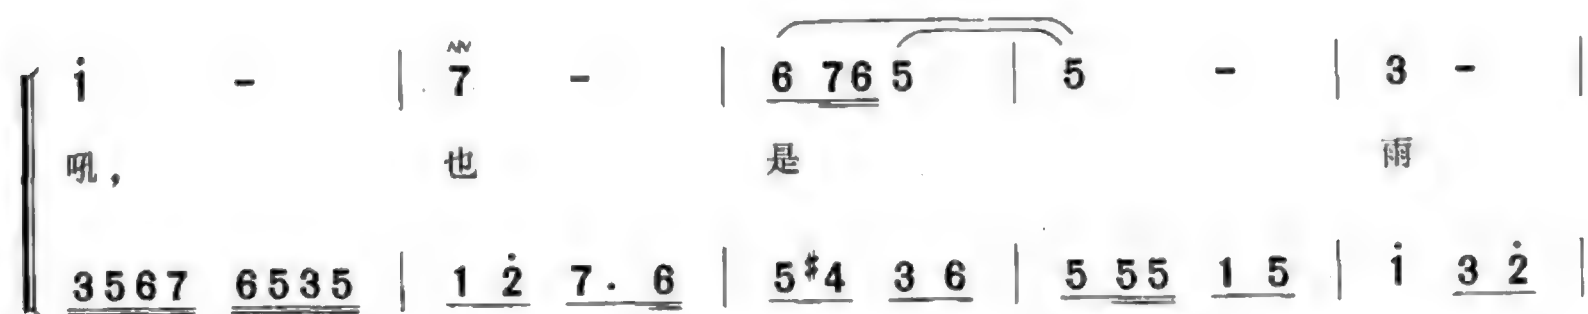 i̇ - | 7 - | 6 76 5 | 5 - | 3 - |
吼， 也 是 雨
3567 6535 | 1 2̇ 7. 6 | 5 #4 3 6 | 5 55 1 5 | i̇ 3 2̇ |